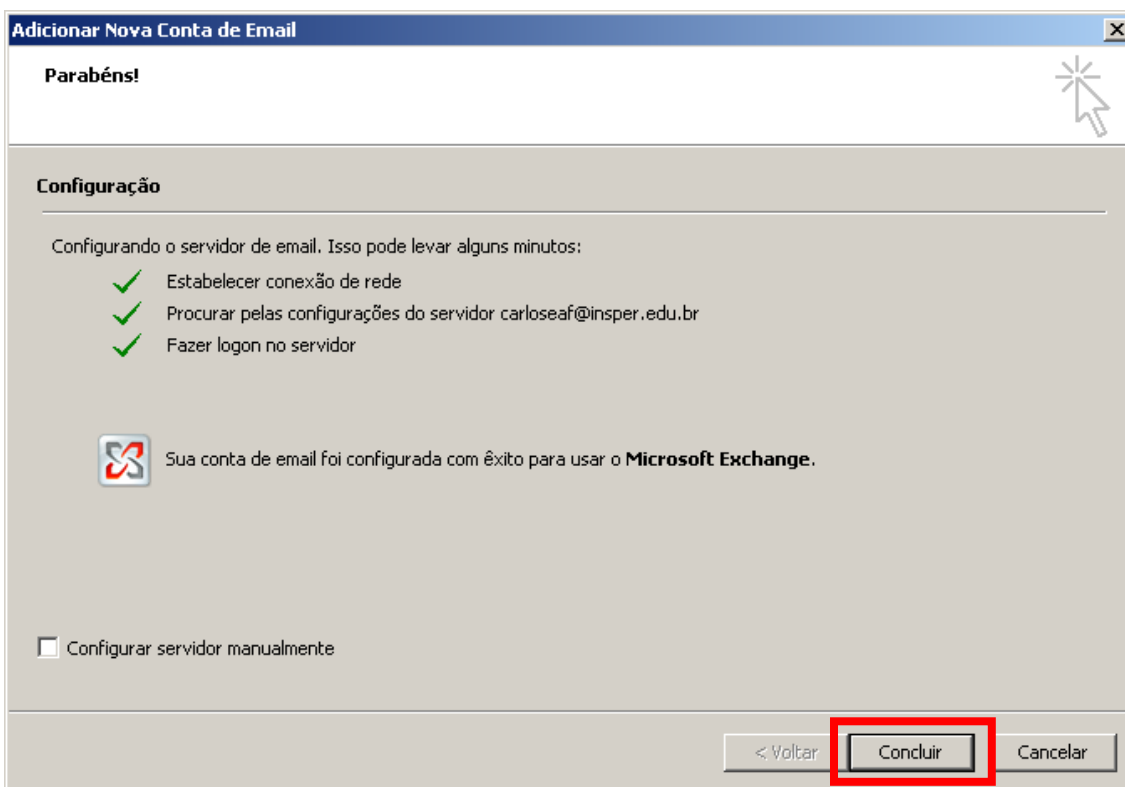 Adicionar Nova Conta de Email
Parabéns!
Configuração
Configurando o servidor de email. Isso pode levar alguns minutos:
Estabelecer conexão de rede
Procurar pelas configurações do servidor carloseaf@insper.edu.br
Fazer logon no servidor
Sua conta de email foi configurada com êxito para usar o Microsoft Exchange.
Configurar servidor manualmente
< Voltar Concluir Cancelar